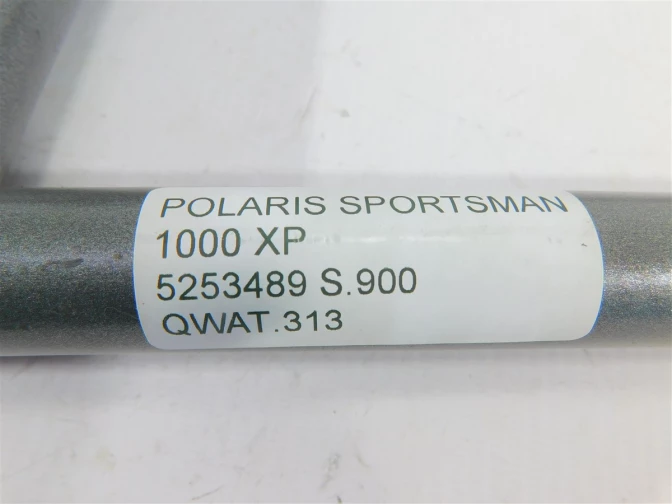 POLARIS SPORTSMAN
1000 XP
5253489 S.900
QWAT.313